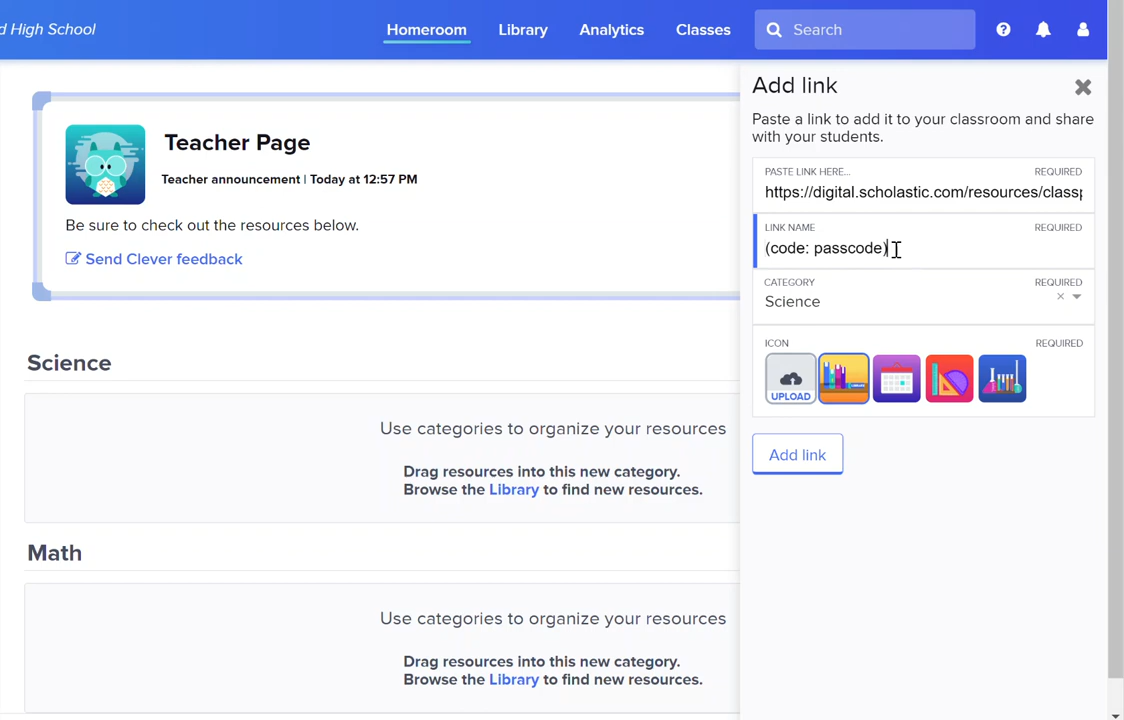 d High School
Homeroom
Library
Analytics
Classes
Search
Add link
Paste a link to add it to your classroom and share
with your students.
PASTE LINK HERE...
REQUIRED
https://digital.scholastic.com/resources/classp
LINK NAME
REQUIRED
(code: passcode)
CATEGORY
REQUIRED
Science
ICON
REQUIRED
UPLOAD
Add link
Teacher Page
Teacher announcement | Today at 12:57 PM
Be sure to check out the resources below.
Send Clever feedback
Science
Use categories to organize your resources
Drag resources into this new category.
Browse the Library to find new resources.
Math
Use categories to organize your resources
Drag resources into this new category.
Browse the Library to find new resources.